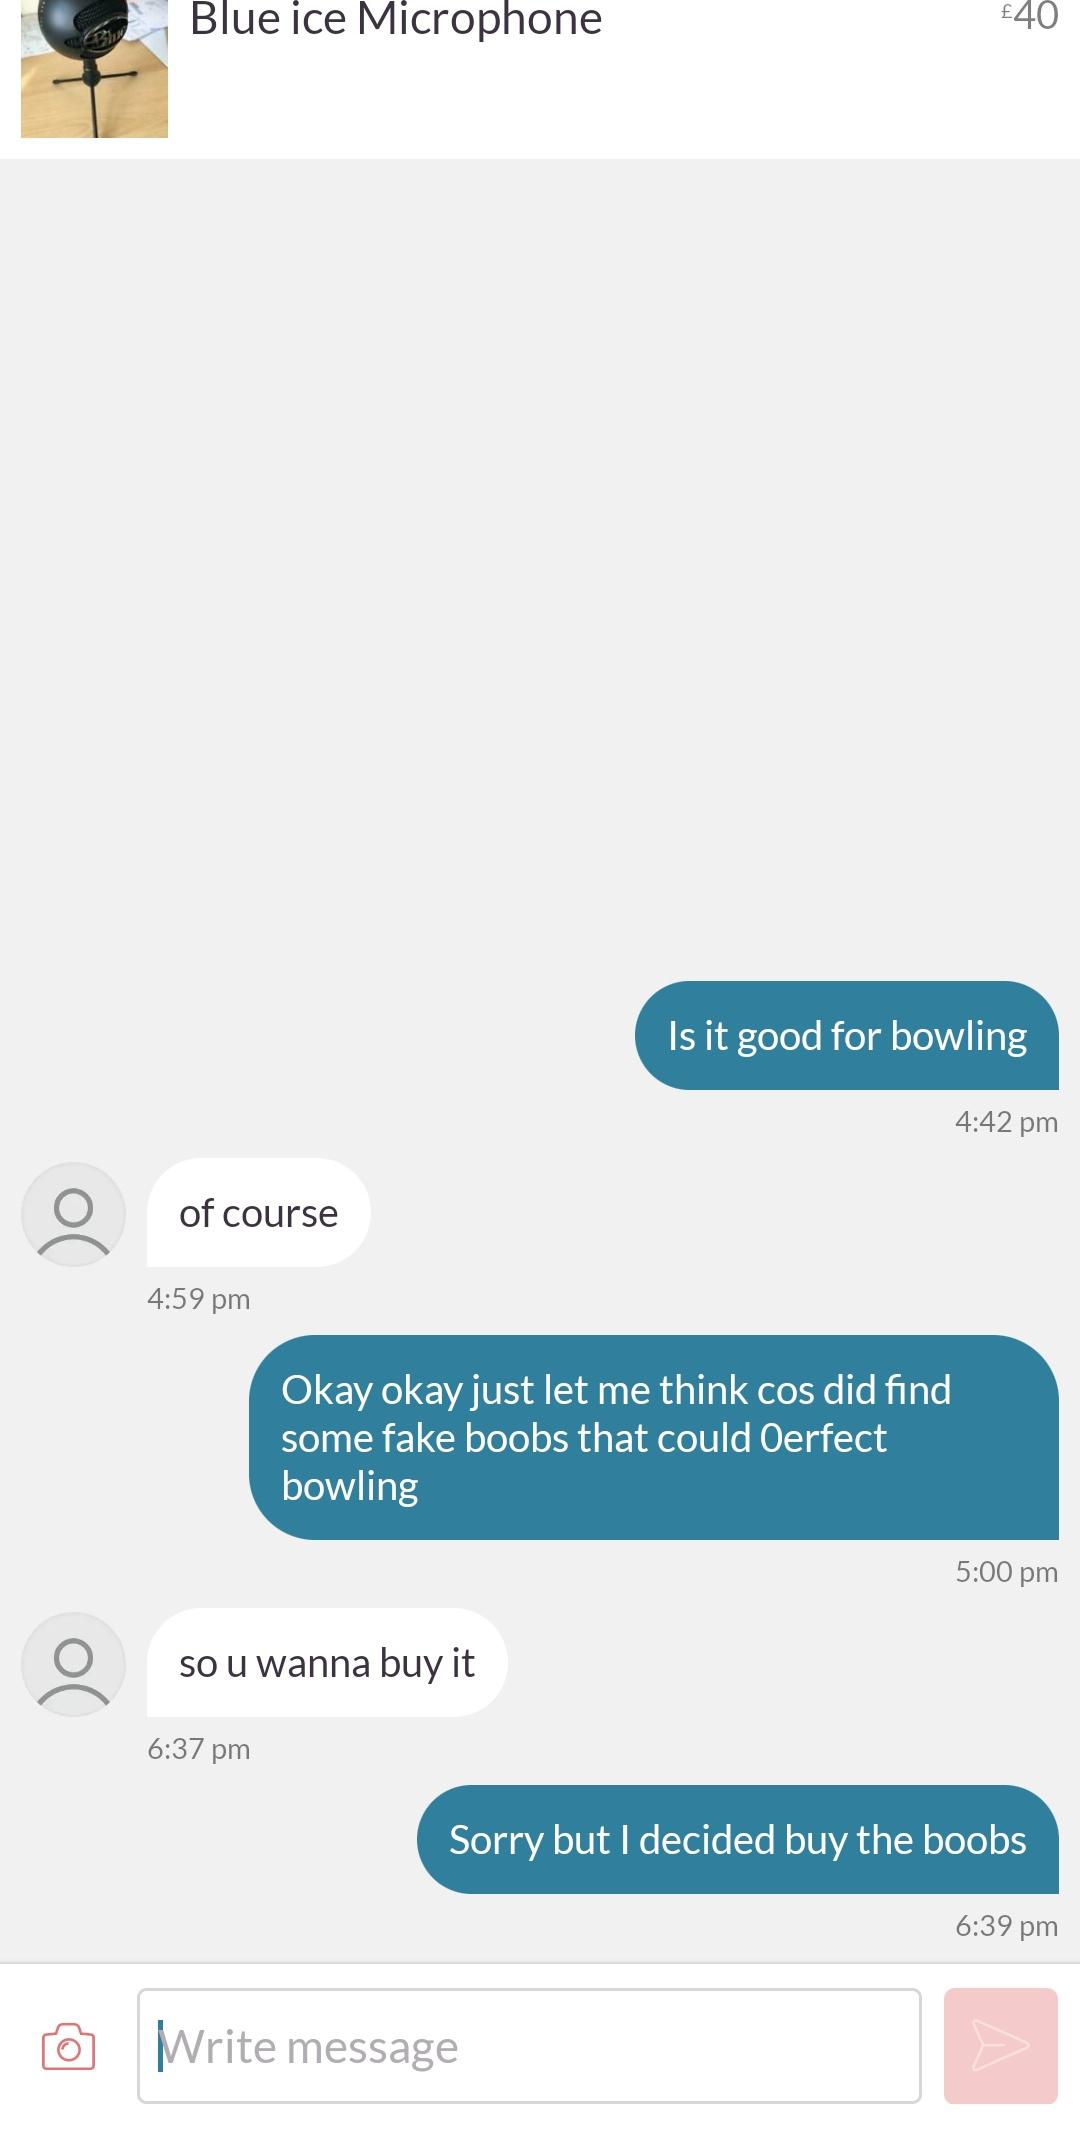 Blue ice Microphone
£40
Blue
Is it good for bowling
4:42 pm
of course
4:59 pm
Okay okay just let me think cos did find
some fake boobs that could 0erfect
bowling
5:00 pm
so u wanna buy it
6:37 pm
Sorry but I decided buy the boobs
6:39 pm
Write message